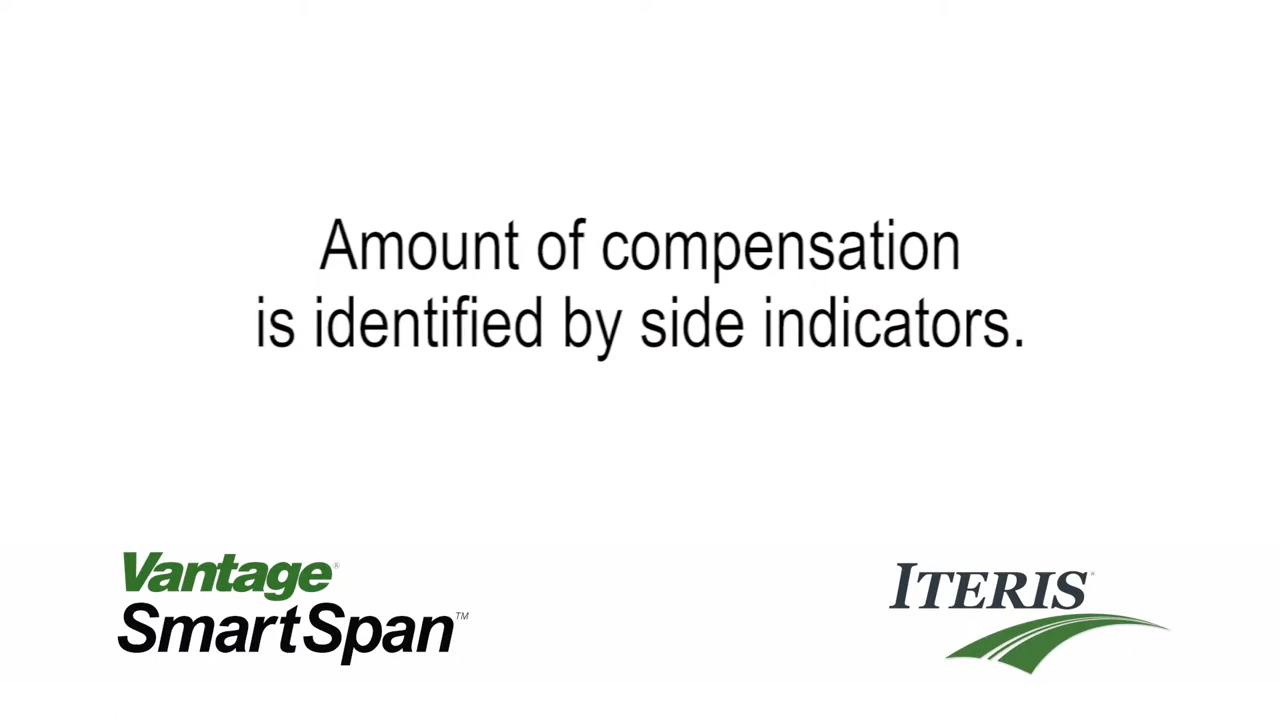 Amount of compensation
is identified by side indicators.
Vantage®
SmartSpan™
ITERIS®